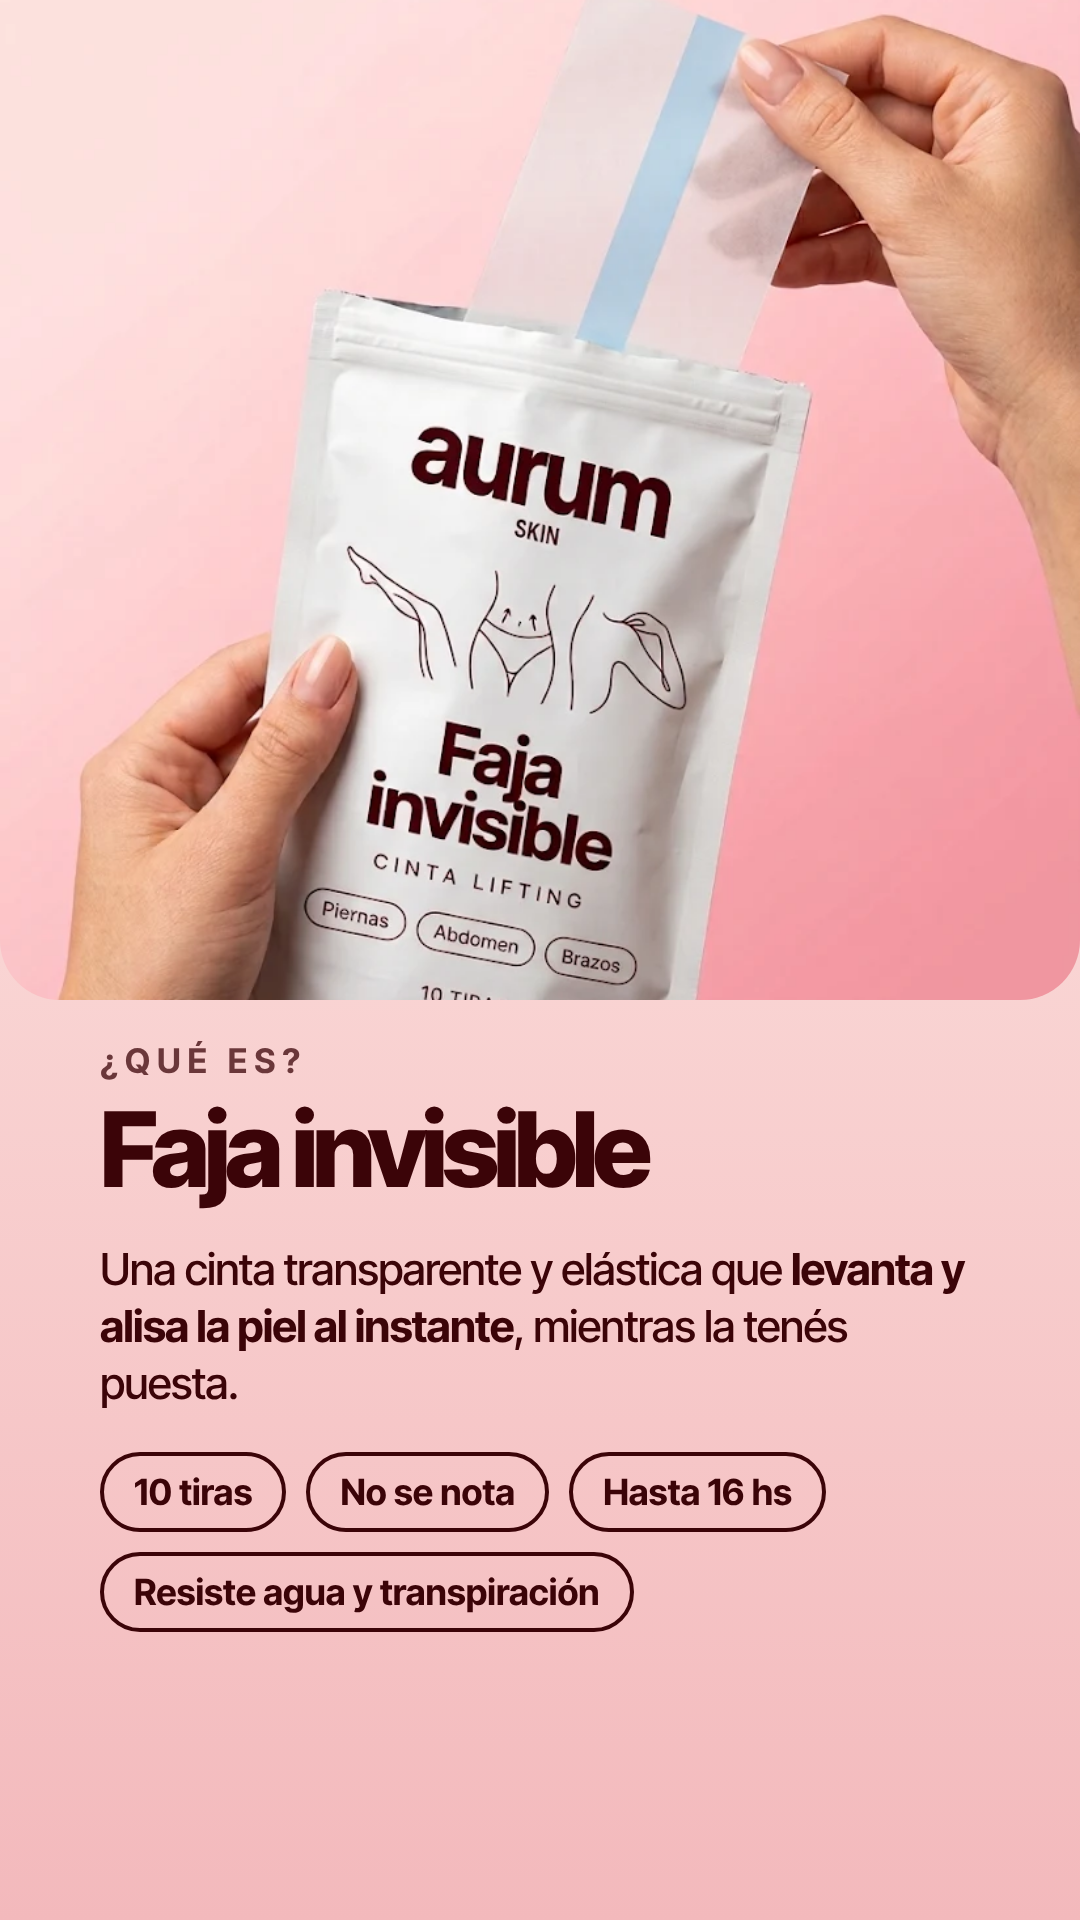 aurum
SKIN
Faja
invisible
CINTA LIFTING
Piernas
Abdomen
Brazos
10
¿QUÉ ES?
Faja invisible
Una cinta transparente y elástica que levanta y
alisa la piel al instante, mientras la tenés
puesta.
10 tiras
No se nota
Hasta 16 hs
Resiste agua y transpiración